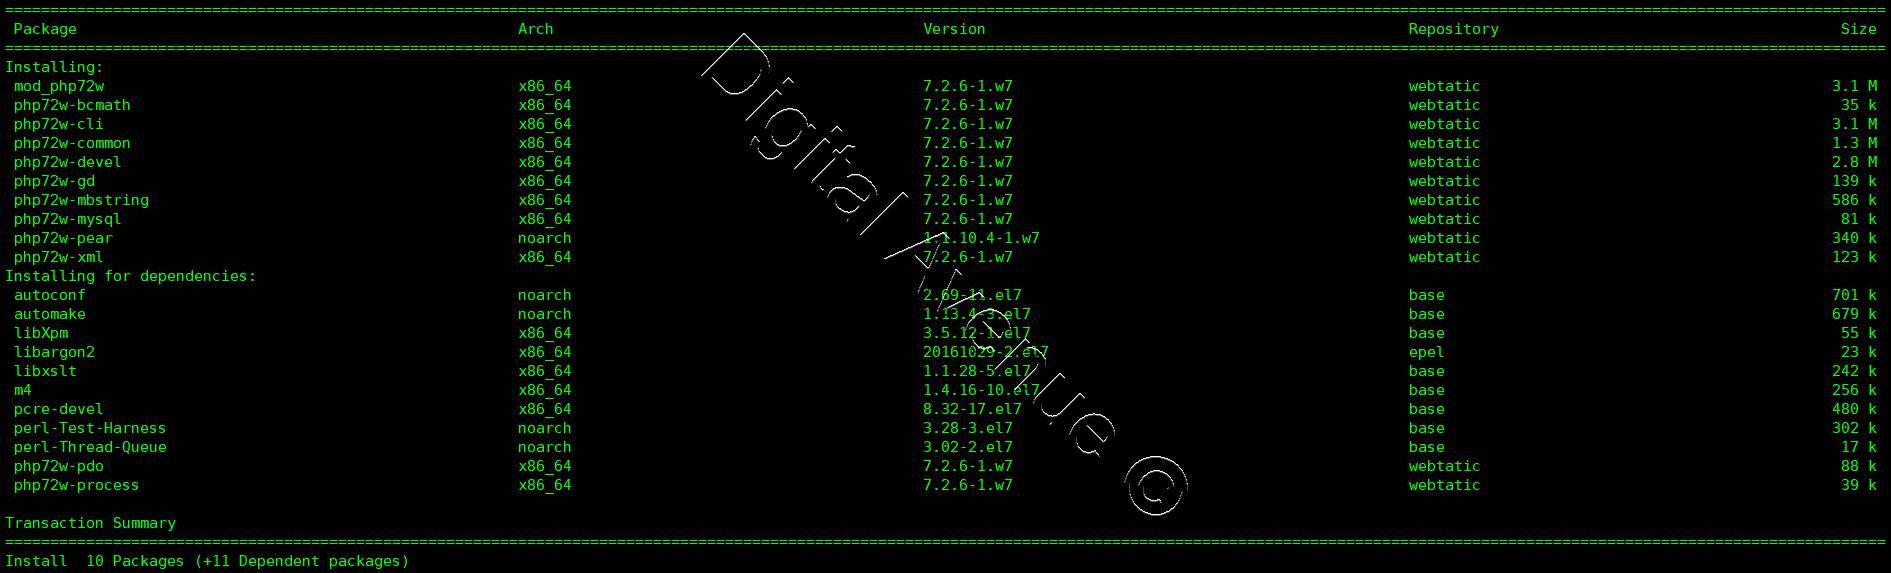 ================================================================================
Package Arch Version Repository Size
================================================================================
Installing:
mod_php72w x86_64 7.2.6-1.w7 webtatic 3.1 M
php72w-bcmath x86_64 7.2.6-1.w7 webtatic 35 k
php72w-cli x86_64 7.2.6-1.w7 webtatic 3.1 M
php72w-common x86_64 7.2.6-1.w7 webtatic 1.3 M
php72w-devel x86_64 7.2.6-1.w7 webtatic 2.8 M
php72w-gd x86_64 7.2.6-1.w7 webtatic 139 k
php72w-mbstring x86_64 7.2.6-1.w7 webtatic 586 k
php72w-mysql x86_64 7.2.6-1.w7 webtatic 81 k
php72w-pear noarch 1:1.10.4-1.w7 webtatic 340 k
php72w-xml x86_64 7.2.6-1.w7 webtatic 123 k
Installing for dependencies:
autoconf noarch 2.69-11.el7 base 701 k
automake noarch 1.13.4-3.el7 base 679 k
libXpm x86_64 3.5.12-1.el7 base 55 k
libargon2 x86_64 20161029-2.el7 epel 23 k
libxslt x86_64 1.1.28-5.el7 base 242 k
m4 x86_64 1.4.16-10.el7 base 256 k
pcre-devel x86_64 8.32-17.el7 base 480 k
perl-Test-Harness noarch 3.28-3.el7 base 302 k
perl-Thread-Queue noarch 3.02-2.el7 base 17 k
php72w-pdo x86_64 7.2.6-1.w7 webtatic 88 k
php72w-process x86_64 7.2.6-1.w7 webtatic 39 k
Transaction Summary
================================================================================
Install 10 Packages (+11 Dependent packages)
Digital Avenue ©